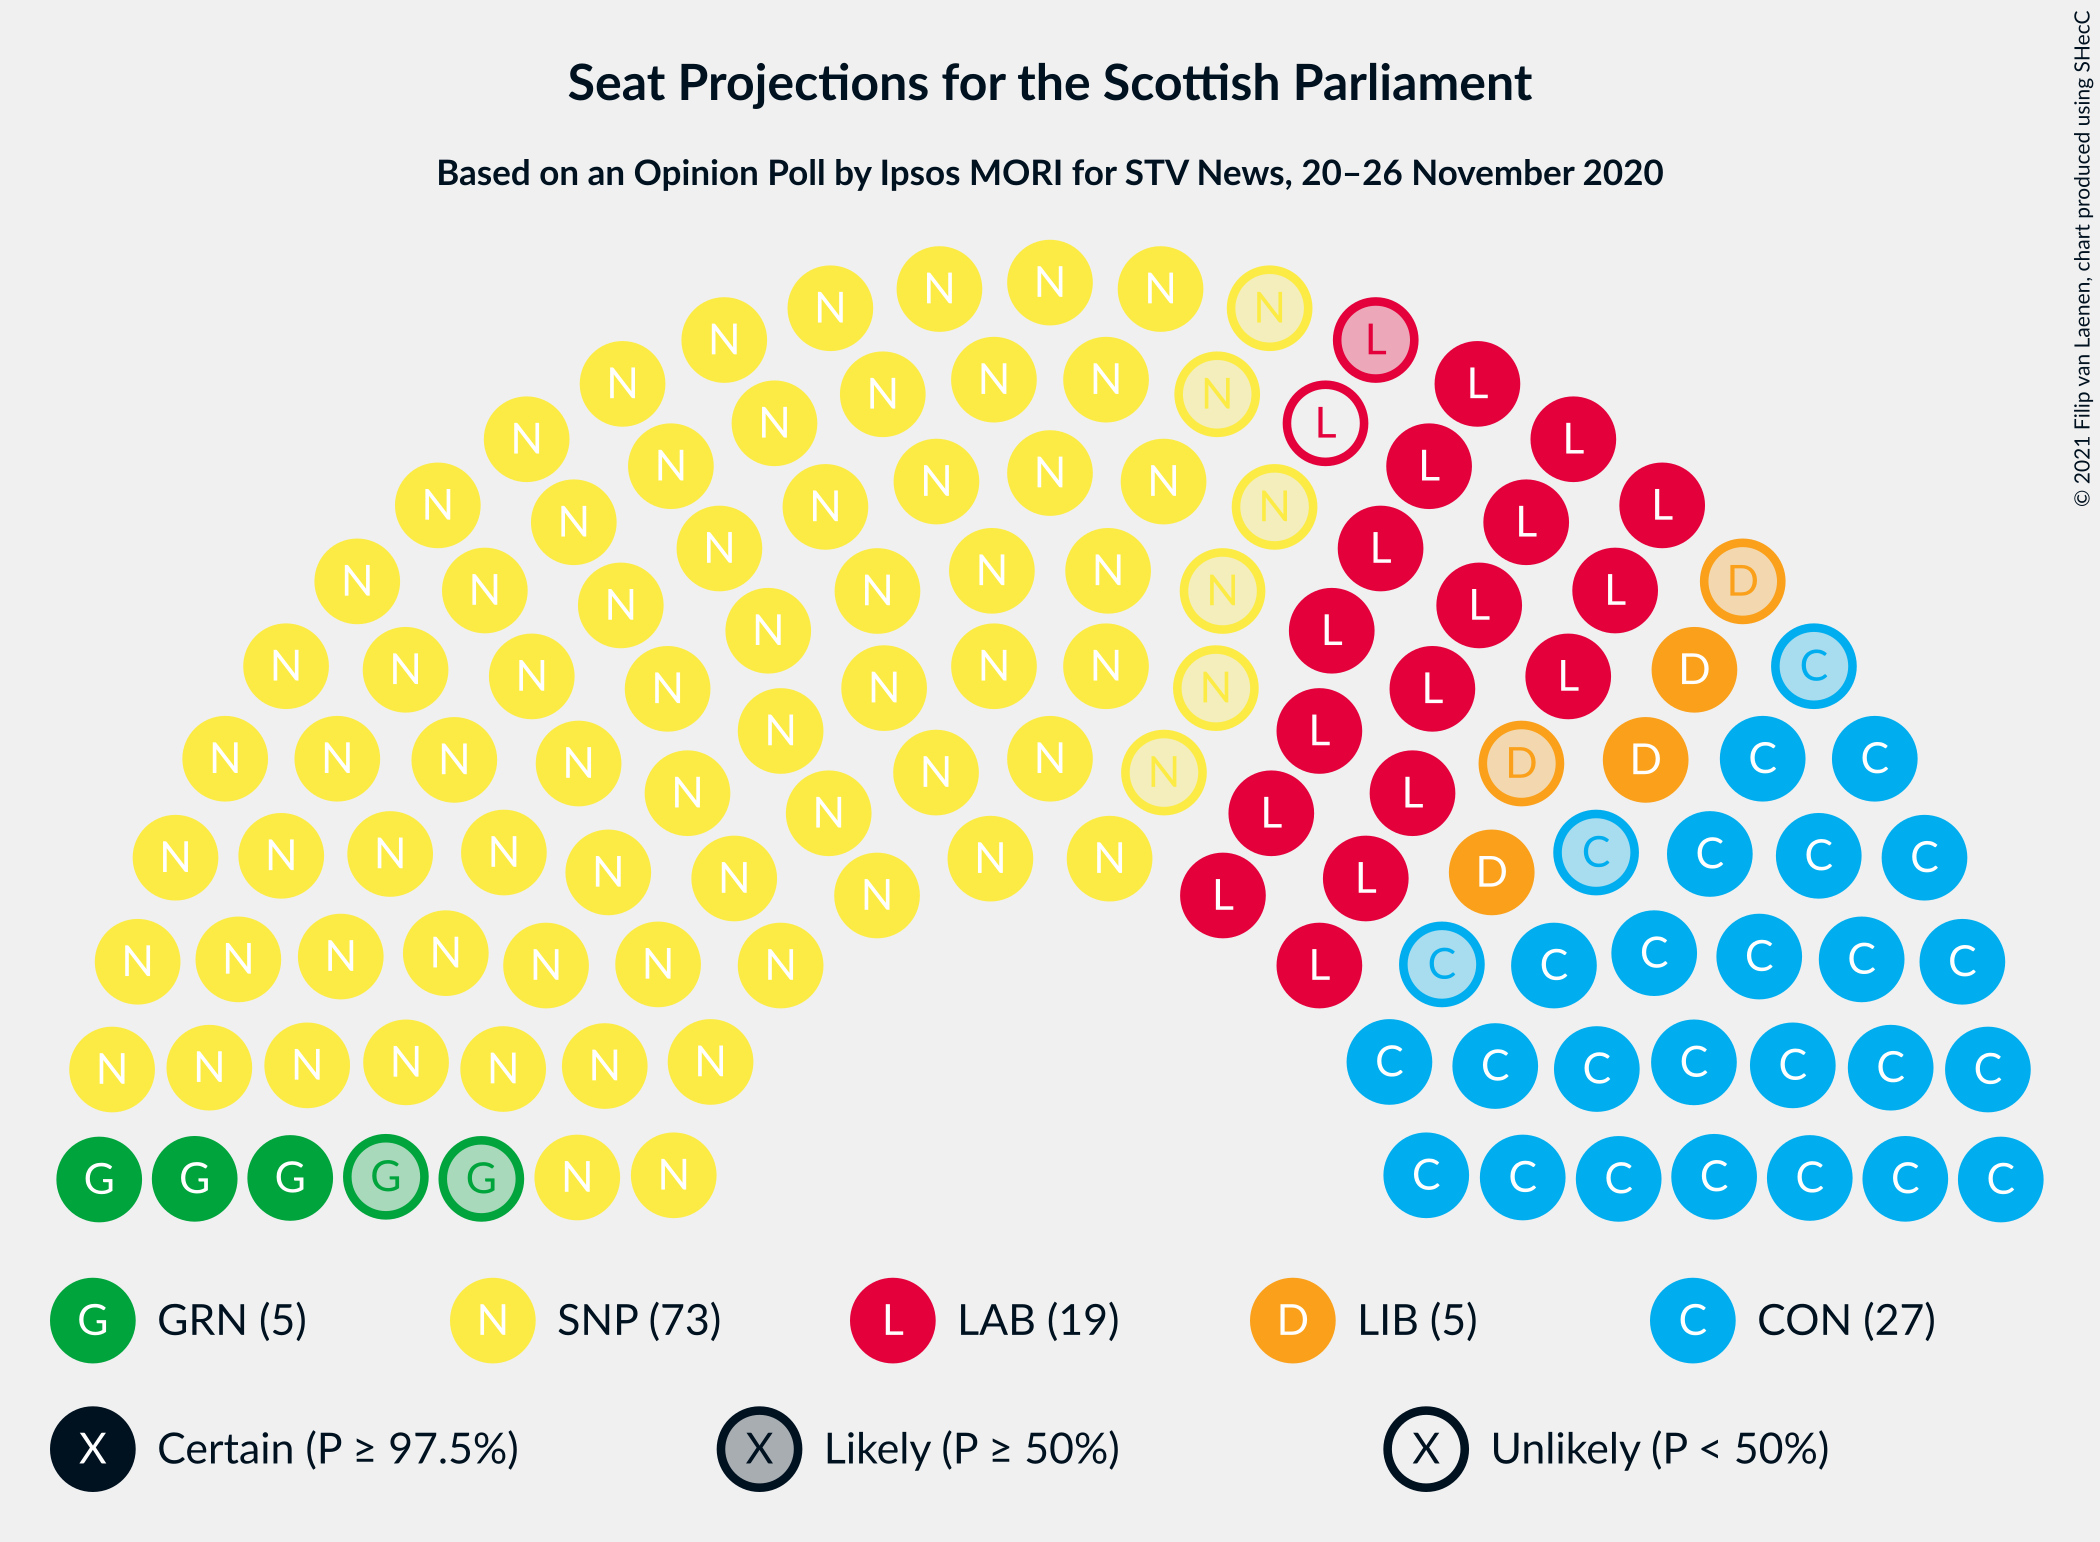 Seat Projections for the Scottish Parliament
Based on an Opinion Poll by Ipsos MORI for STV News, 20–26 November 2020
© 2021 Filip van Laenen, chart produced using SHecC
N N N N N
N L
N N N N N L
N N L L
N N N N L
N N N N L L
N L
N N N N N N N L L D
N L
N N N N N N N N L L D C
N L
N N N N N N N N L D D C C
N L
N N N N N N N N N L L D C C C C
N N N N N N N L C C C C C C
N N N N N N N C C C C C C C
G G G G G N N C C C C C C C
G GRN (5) N SNP (73) L LAB (19) D LIB (5) C CON (27)
X Certain (P ≥ 97.5%) X Likely (P ≥ 50%) X Unlikely (P < 50%)